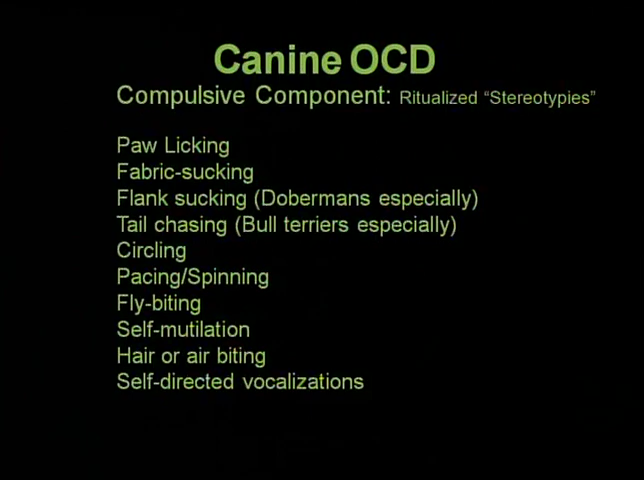 Canine OCD
Compulsive Component: Ritualized “Stereotypies”
Paw Licking
Fabric-sucking
Flank sucking (Dobermans especially)
Tail chasing (Bull terriers especially)
Circling
Pacing/Spinning
Fly-biting
Self-mutilation
Hair or air biting
Self-directed vocalizations